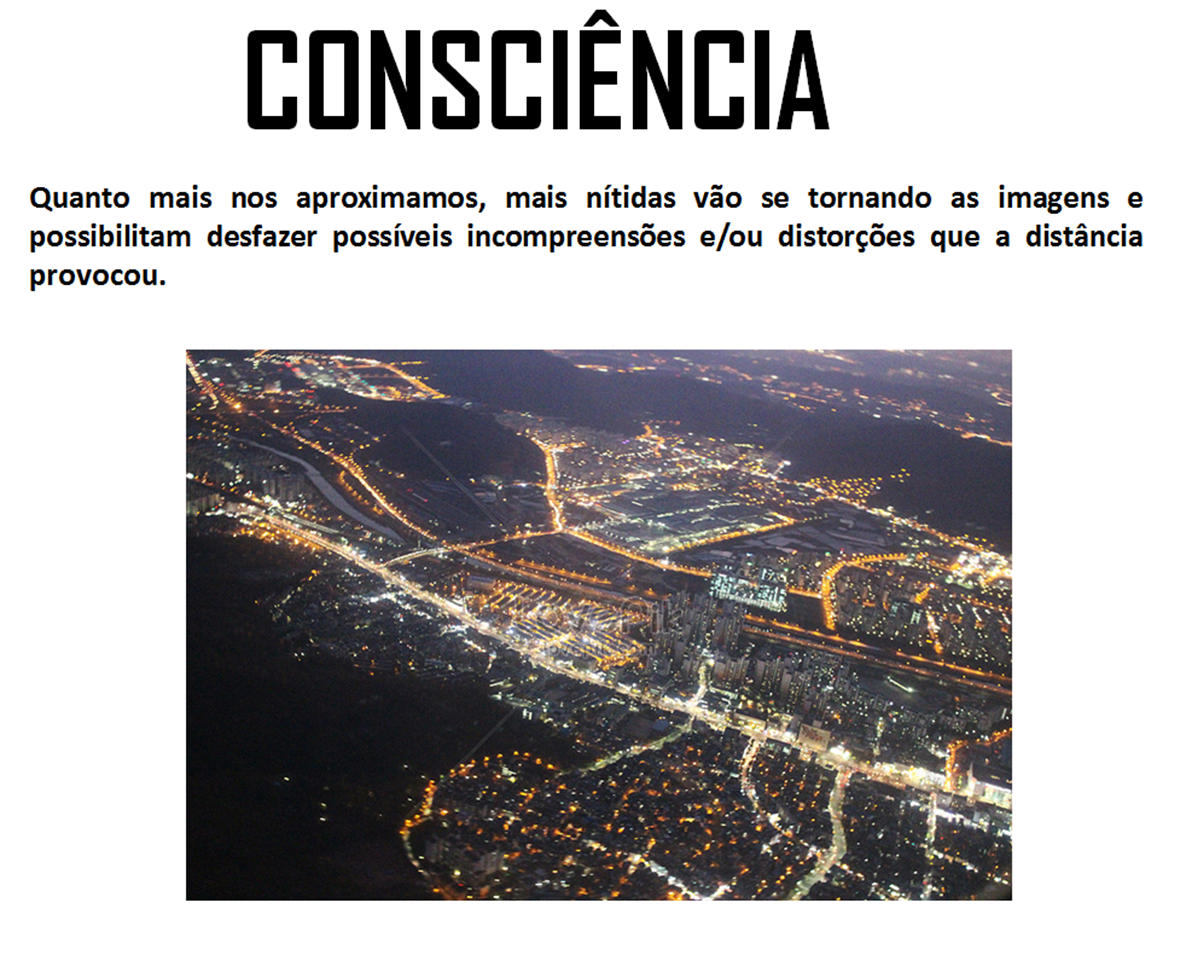 CONSCIÊNCIA
Quanto mais nos aproximamos, mais nítidas vão se tornando as imagens e
possibilitam desfazer possíveis incompreensões e/ou distorções que a distância
provocou.